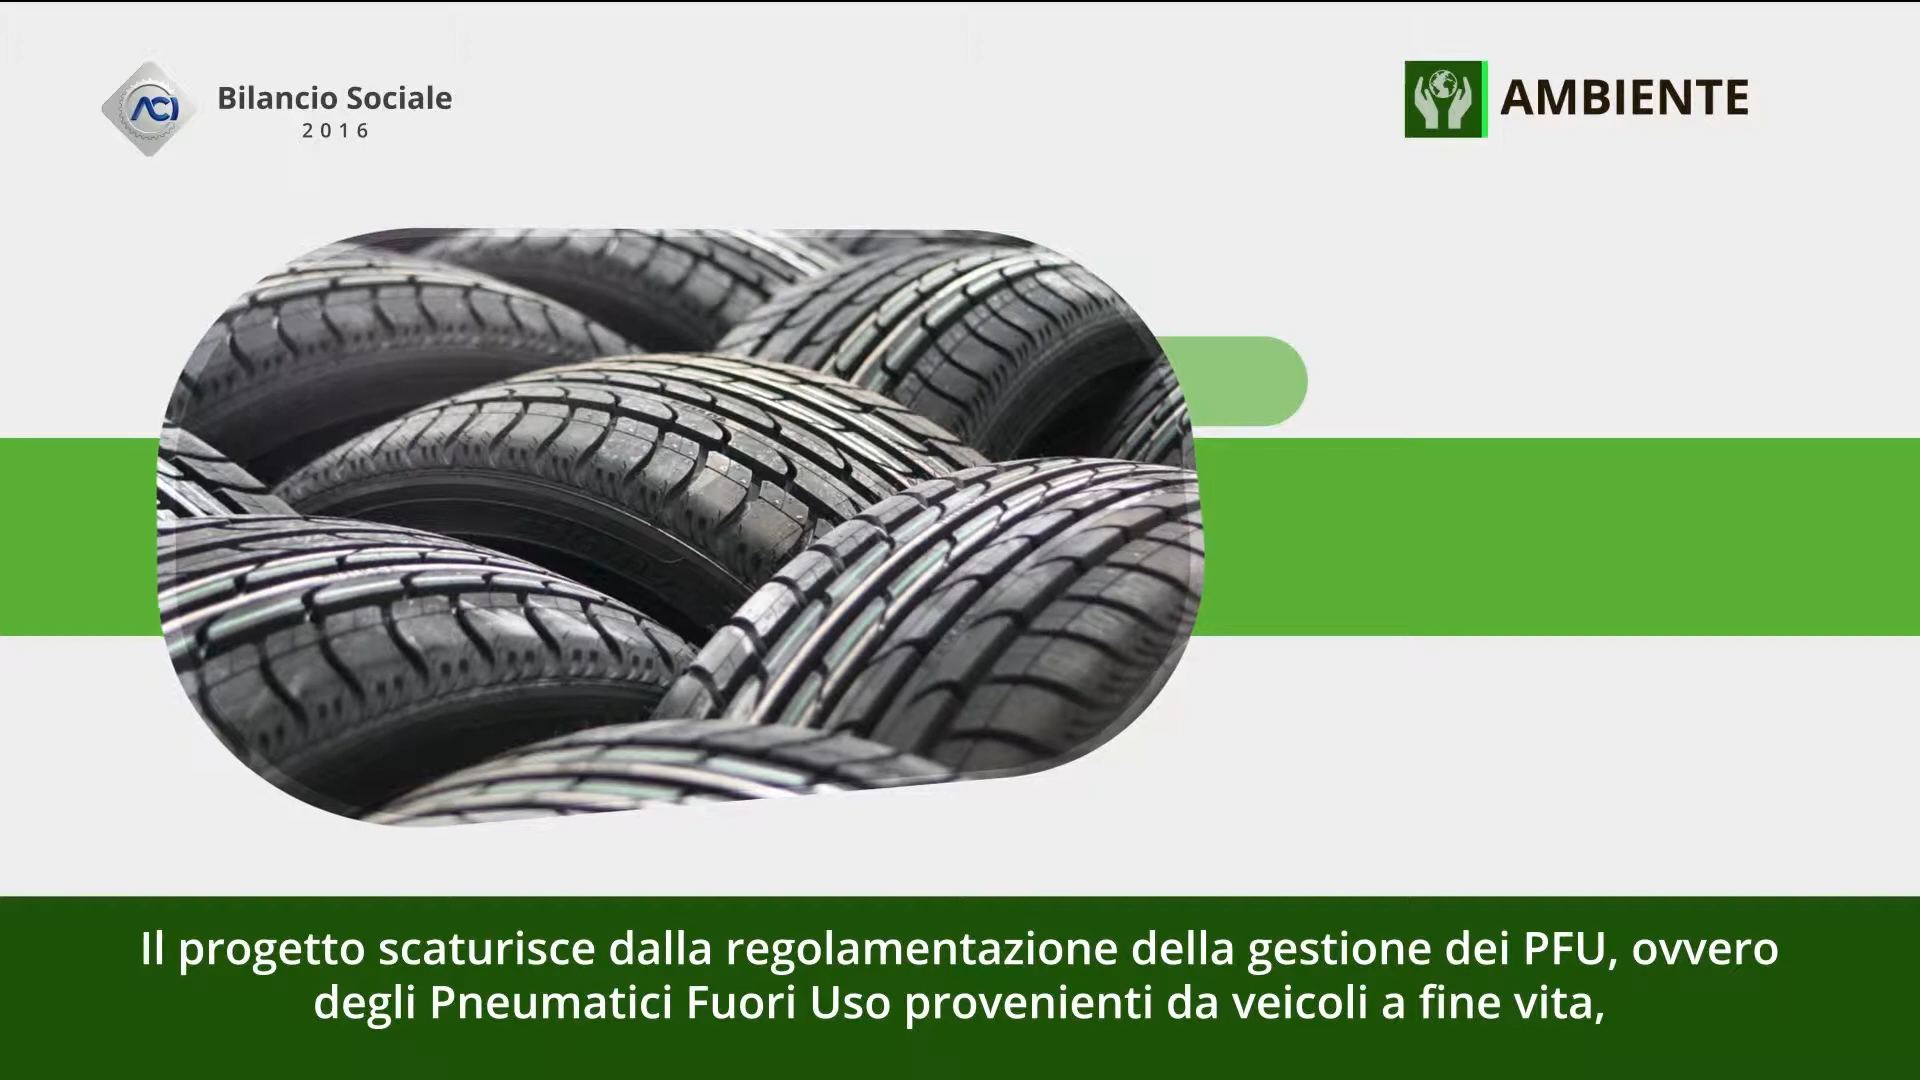 ACI
Bilancio Sociale
2016
AMBIENTE
Il progetto scaturisce dalla regolamentazione della gestione dei PFU, ovvero
degli Pneumatici Fuori Uso provenienti da veicoli a fine vita,